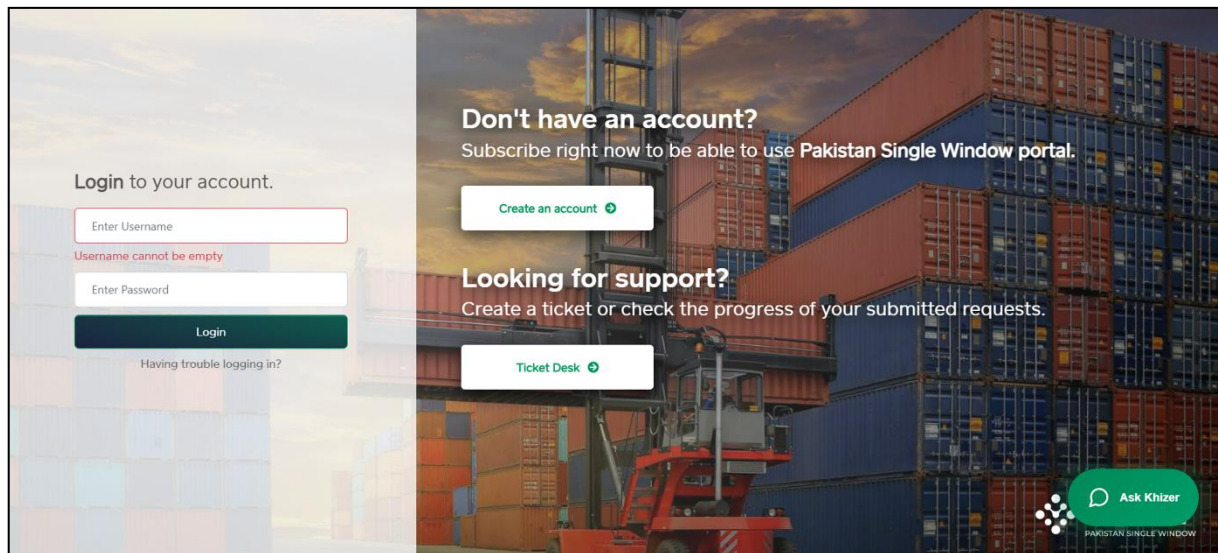 Login to your account.
Enter Username
Username cannot be empty
Enter Password
Login
Having trouble logging in?
Don't have an account?
Subscribe right now to be able to use Pakistan Single Window portal.
Create an account
Looking for support?
Create a ticket or check the progress of your submitted requests.
Ticket Desk
Ask Khizer
PAKISTAN SINGLE WINDOW